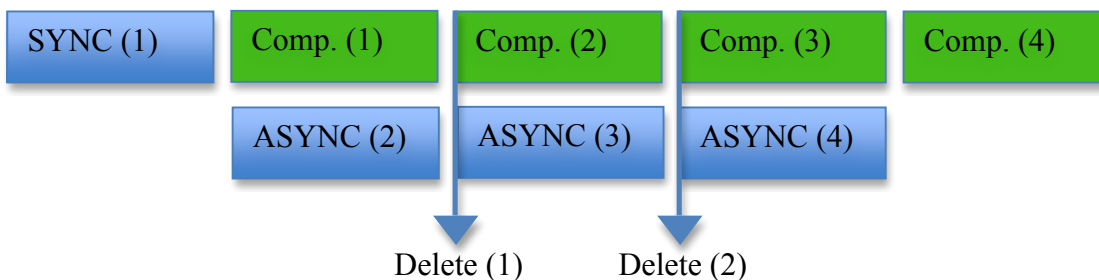 SYNC (1)
Comp. (1)
Comp. (2)
Comp. (3)
Comp. (4)
ASYNC (2)
ASYNC (3)
ASYNC (4)
Delete (1)
Delete (2)